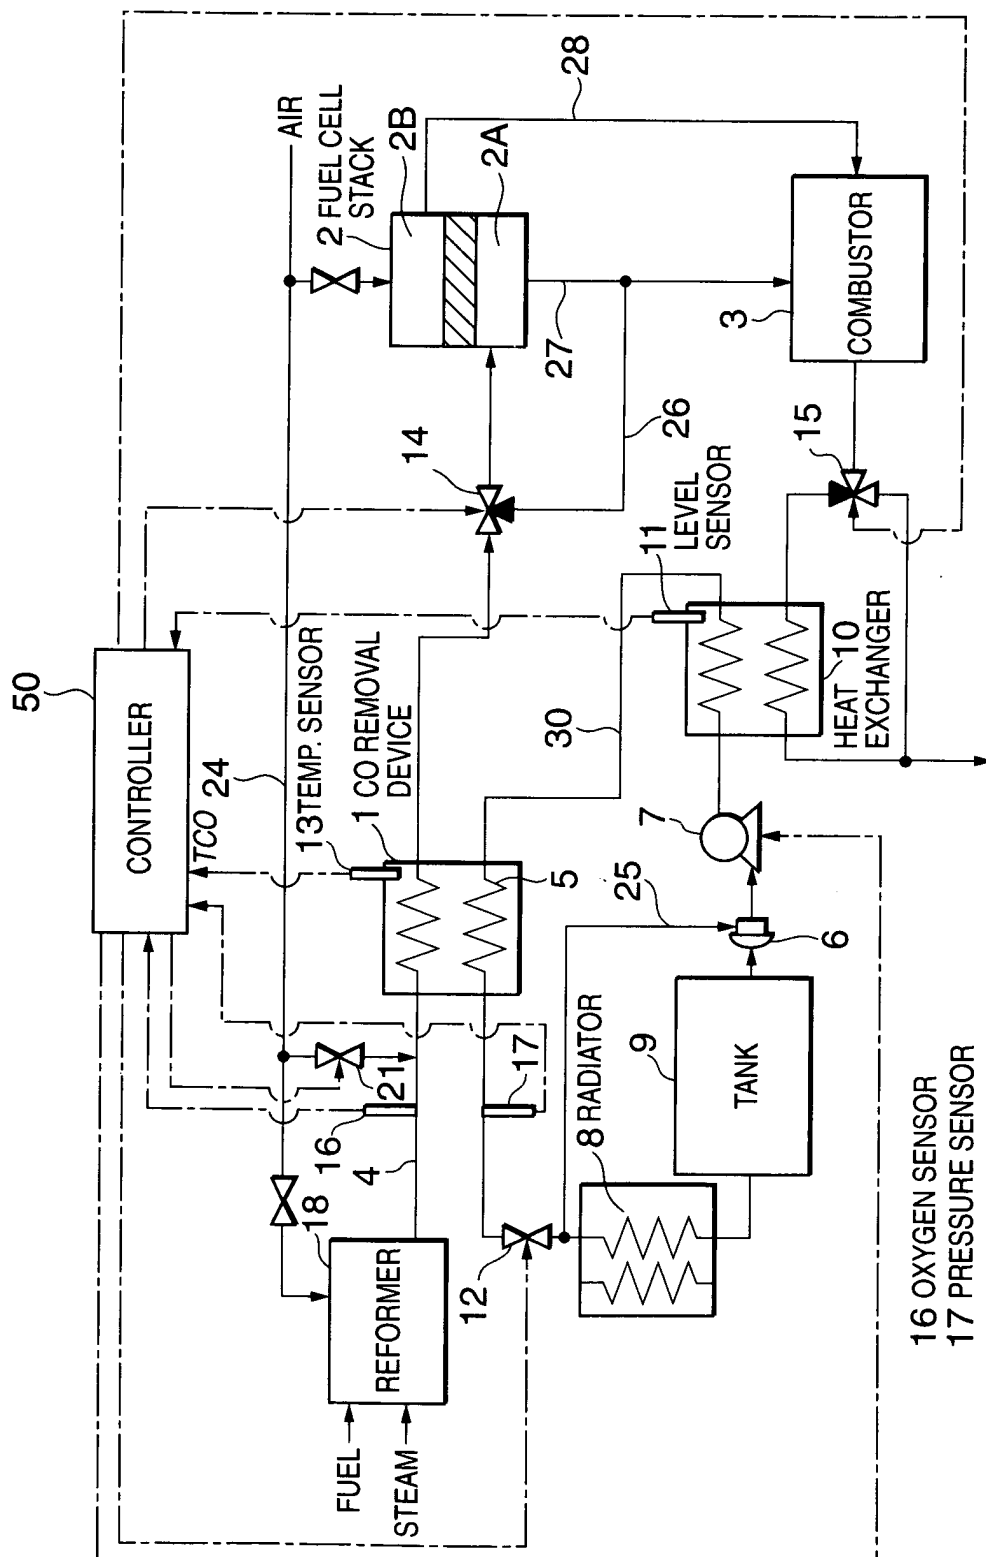 50
CONTROLLER
TCO
24
AIR
2 FUEL CELL
STACK
2B
2A
28
27
26
14
13 TEMP. SENSOR
1 CO REMOVAL
DEVICE
5
30
11
LEVEL
SENSOR
10
HEAT
EXCHANGER
15
3
COMBUSTOR
7
25
6
9
TANK
8 RADIATOR
17
12
16
4
21
18
REFORMER
FUEL
STEAM
16 OXYGEN SENSOR
17 PRESSURE SENSOR